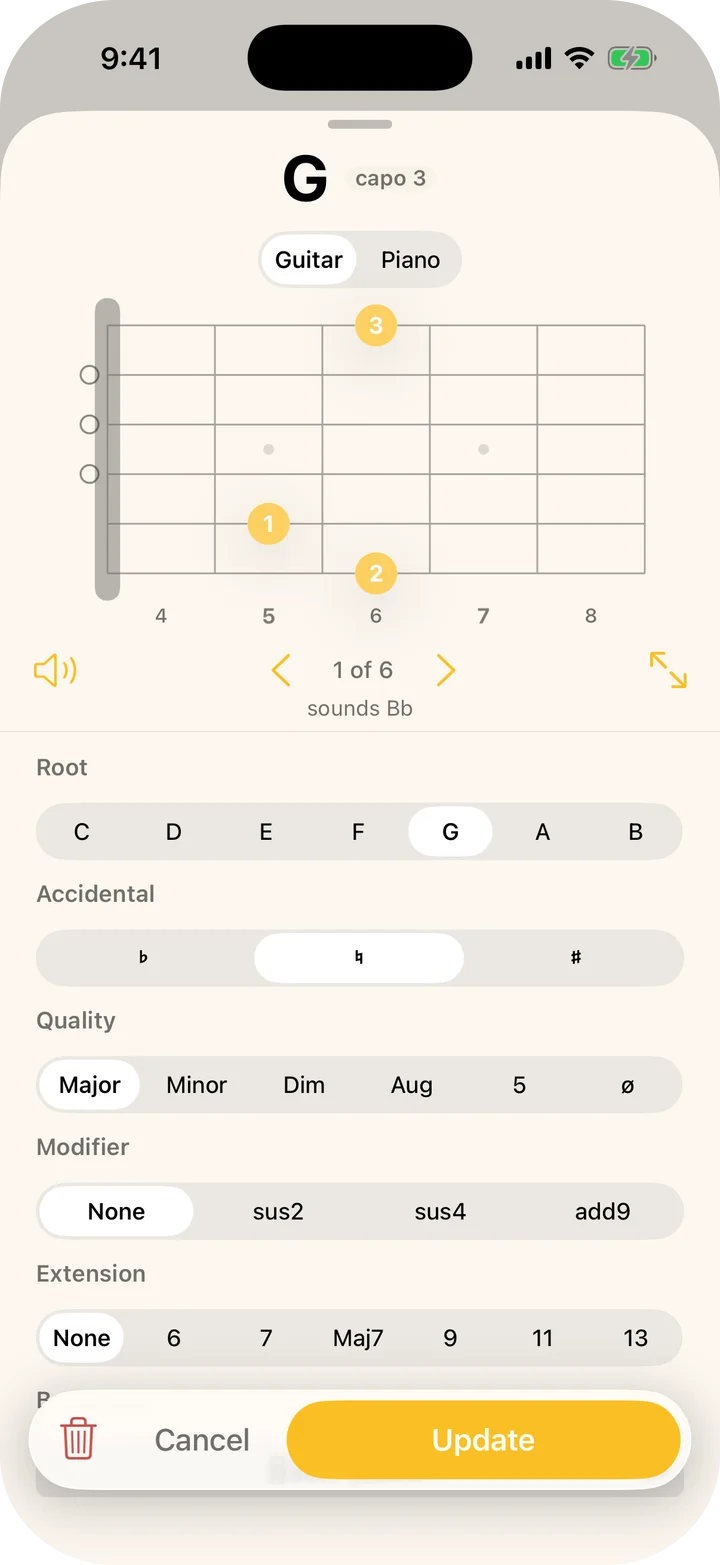 9:41
G capo 3
Guitar Piano
3
1
2
4 5 6 7 8
1 of 6
sounds Bb
Root
C D E F G A B
Accidental
♭ ♮ ♯
Quality
Major Minor Dim Aug 5 ø
Modifier
None sus2 sus4 add9
Extension
None 6 7 Maj7 9 11 13
Cancel Update